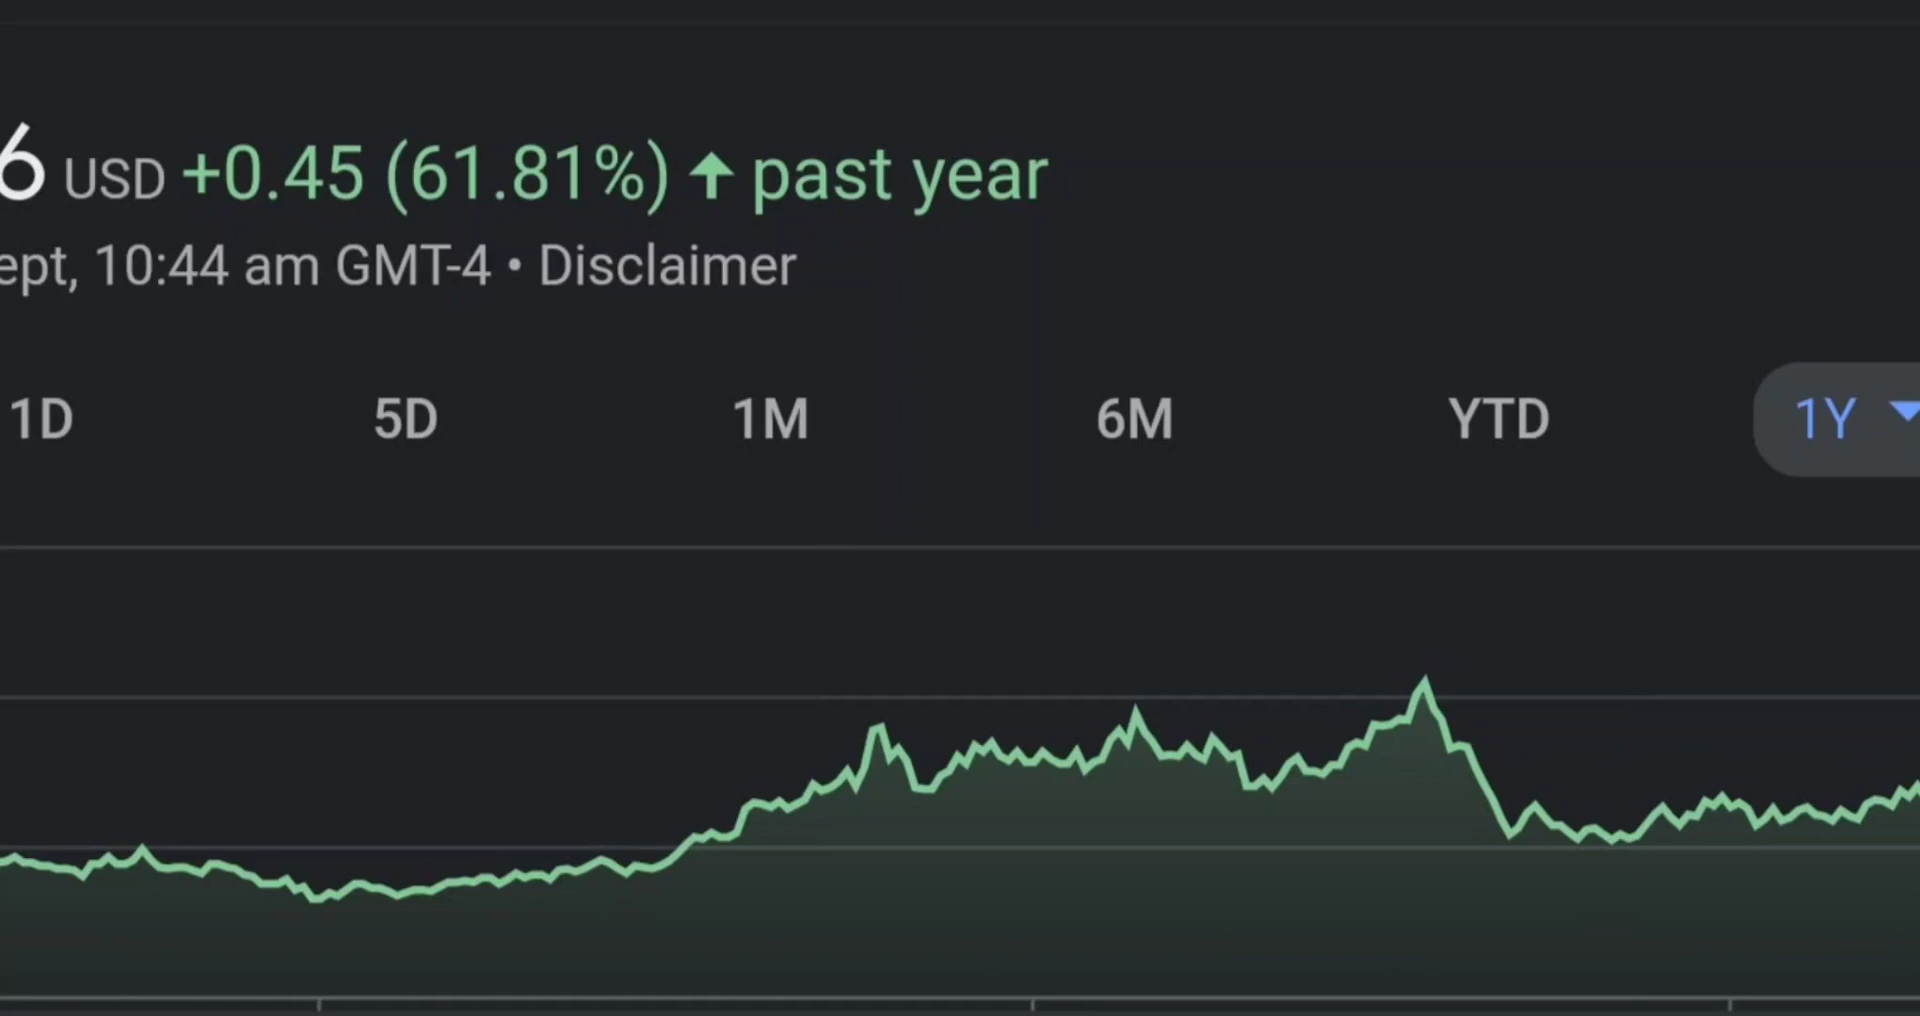 6 USD +0.45 (61.81%) ↑ past year
ept, 10:44 am GMT-4 • Disclaimer
1D 5D 1M 6M YTD 1Y